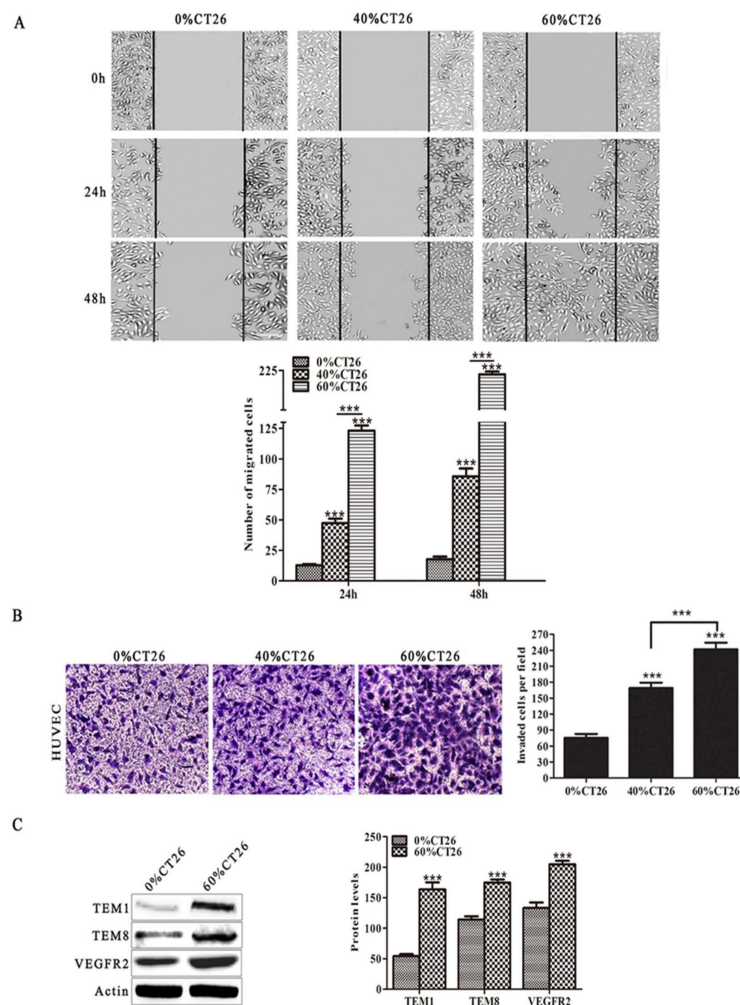 A
0%CT26 40%CT26 60%CT26
0h
24h
48h
0%CT26
40%CT26
60%CT26
Number of migrated cells
225
125
100
75
50
25
0
***
***
***
***
***
***
24h 48h
B
0%CT26 40%CT26 60%CT26
HUVEC
Invaded cells per field
270
240
210
180
150
120
90
60
30
0
***
***
***
0%CT26 40%CT26 60%CT26
C
0%CT26 60%CT26
TEM1
TEM8
VEGFR2
Actin
Protein levels
250
200
150
100
50
0
0%CT26
60%CT26
*** *** ***
TEM1 TEM8 VEGFR2